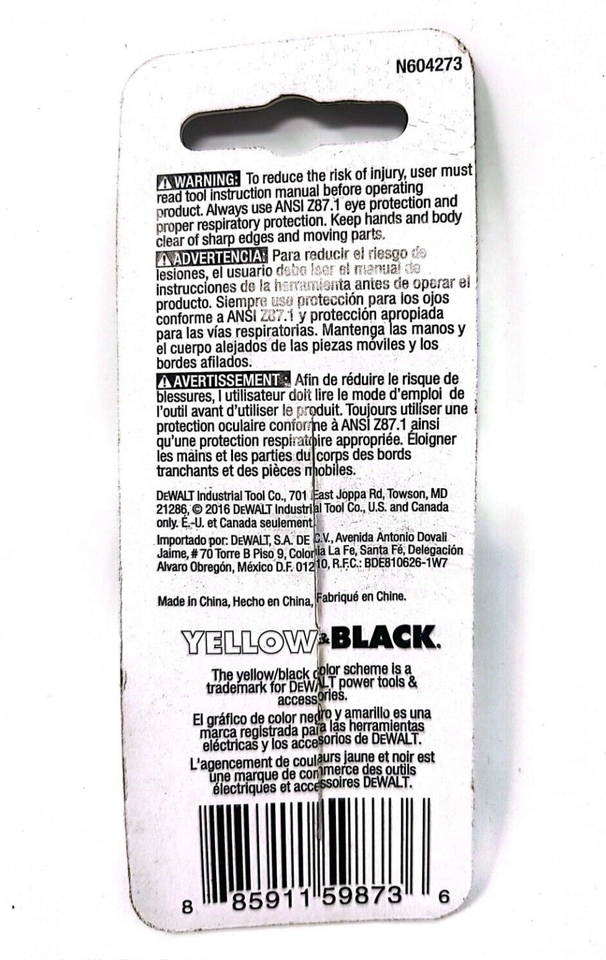 N604273
⚠WARNING: To reduce the risk of injury, user must
read tool instruction manual before operating
product. Always use ANSI Z87.1 eye protection and
proper respiratory protection. Keep hands and body
clear of sharp edges and moving parts.
⚠ADVERTENCIA: Para reducir el riesgo de
lesiones, el usuario debe leer el manual de
instrucciones de la herramienta antes de operar el
producto. Siempre use protección para los ojos
conforme a ANSI Z87.1 y protección apropiada
para las vías respiratorias. Mantenga las manos y
el cuerpo alejados de las piezas móviles y los
bordes afilados.
⚠AVERTISSEMENT : Afin de réduire le risque de
blessures, l utilisateur doit lire le mode d'emploi de
l'outil avant d'utiliser le produit. Toujours utiliser une
protection oculaire conforme à ANSI Z87.1 ainsi
qu'une protection respiratoire appropriée. Éloigner
les mains et les parties du corps des bords
tranchants et des pièces mobiles.
DEWALT Industrial Tool Co., 701 East Joppa Rd, Towson, MD
21286, © 2016 DEWALT Industrial Tool Co., U.S. and Canada
only. É.-U. et Canada seulement.
Importado por: DEWALT, S.A. DE C.V., Avenida Antonio Dovali
Jaime, # 70 Torre B Piso 9, Colonia La Fe, Santa Fé, Delegación
Alvaro Obregón, México D.F. 01210, R.F.C.: BDE810626-1W7
Made in China, Hecho en China, Fabriqué en Chine.
YELLOW&BLACK.
The yellow/black color scheme is a
trademark for DEWALT power tools &
accessories.
El gráfico de color negro y amarillo es una
marca registrada para las herramientas
eléctricas y los accesorios de DEWALT.
L'agencement de couleurs jaune et noir est
une marque de commerce des outils
électriques et accessoires DEWALT.
8 85911 59873 6